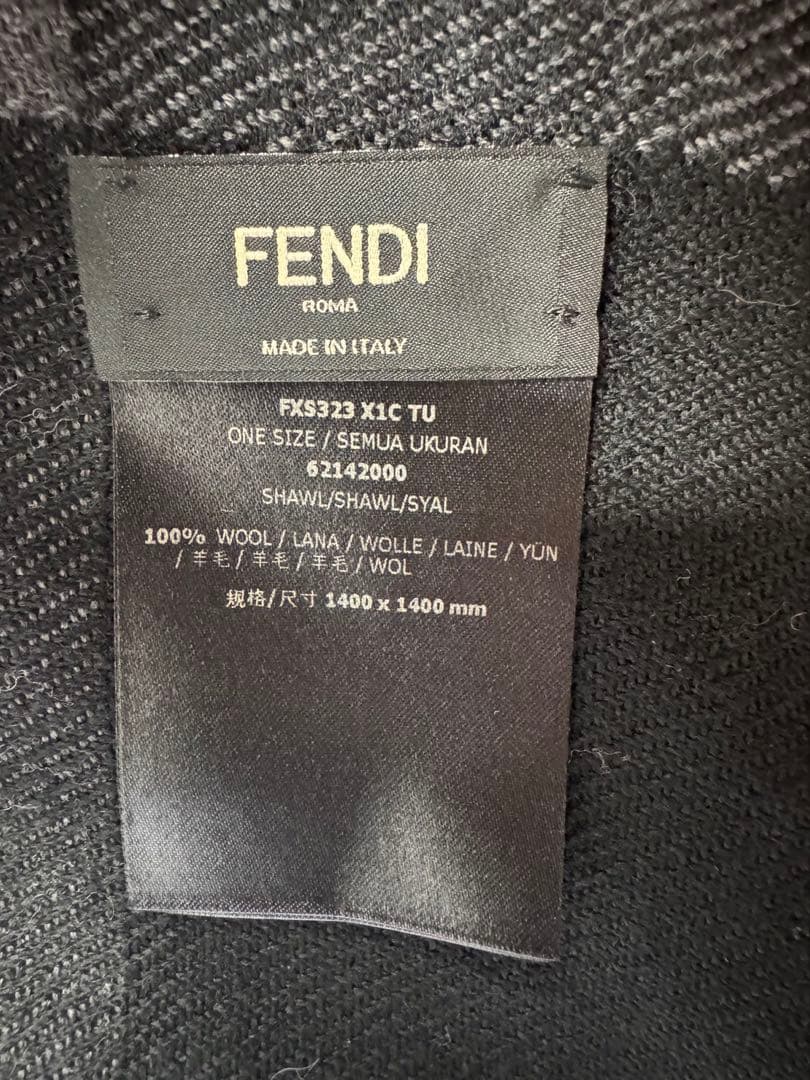 FENDI
ROMA
MADE IN ITALY
FXS323 X1C TU
ONE SIZE / SEMUA UKURAN
62142000
SHAWL/SHAWL/SYAL
100% WOOL / LANA / WOLLE / LAINE / YÜN
/ 羊毛 / 羊毛 / 羊毛 / WOL
规格/尺寸 1400 x 1400 mm